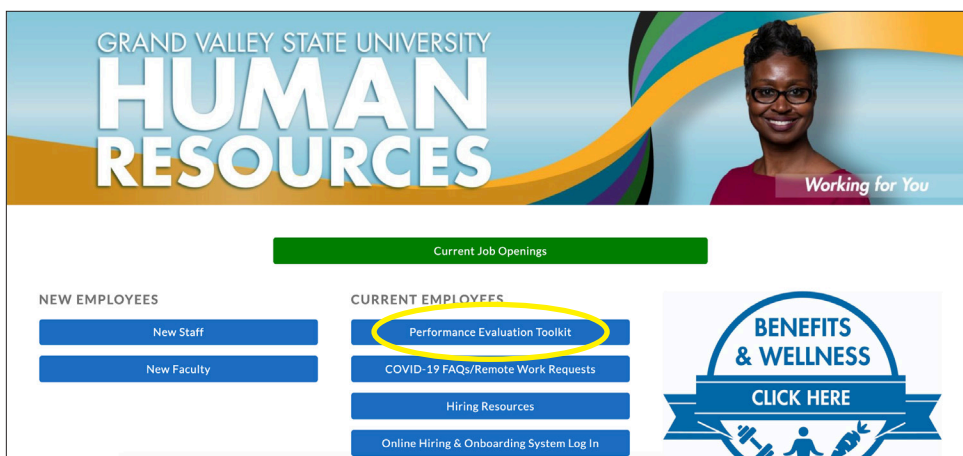 GRAND VALLEY STATE UNIVERSITY
HUMAN
RESOURCES
Working for You
Current Job Openings
NEW EMPLOYEES
New Staff
New Faculty
CURRENT EMPLOYEES
Performance Evaluation Toolkit
COVID-19 FAQs/Remote Work Requests
Hiring Resources
Online Hiring & Onboarding System Log In
BENEFITS
& WELLNESS
CLICK HERE